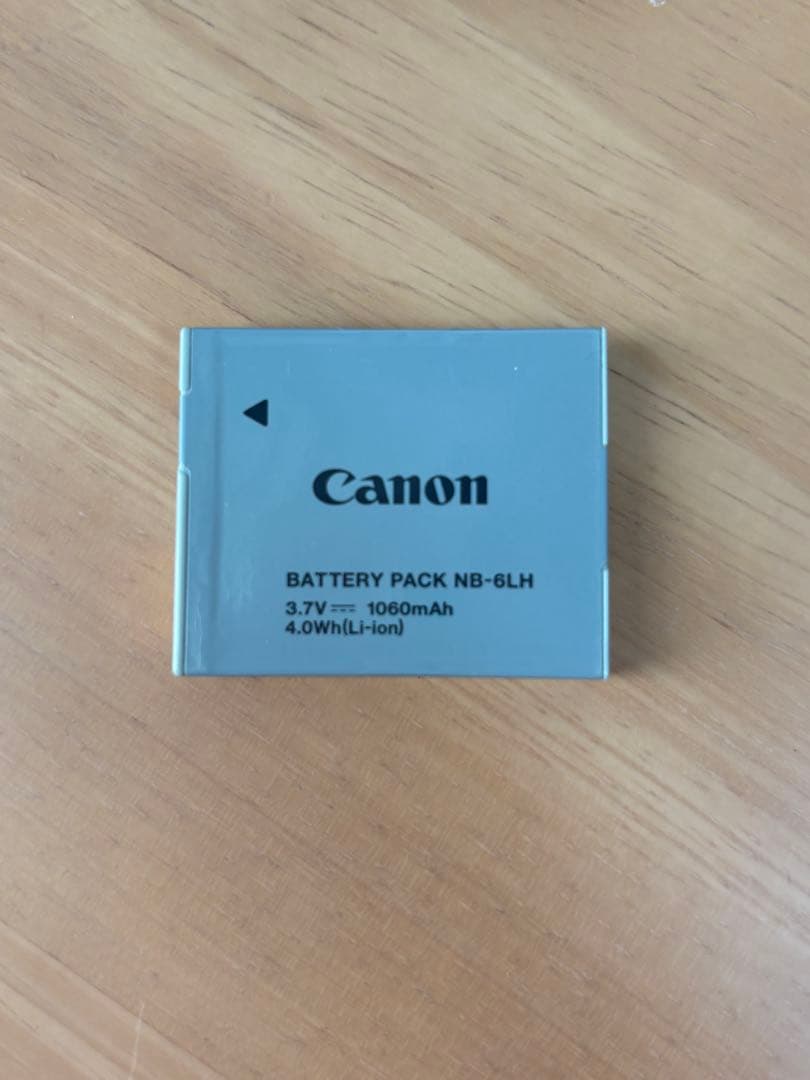 Canon
BATTERY PACK NB-6LH
3.7V⎓ 1060mAh
4.0Wh(Li-ion)